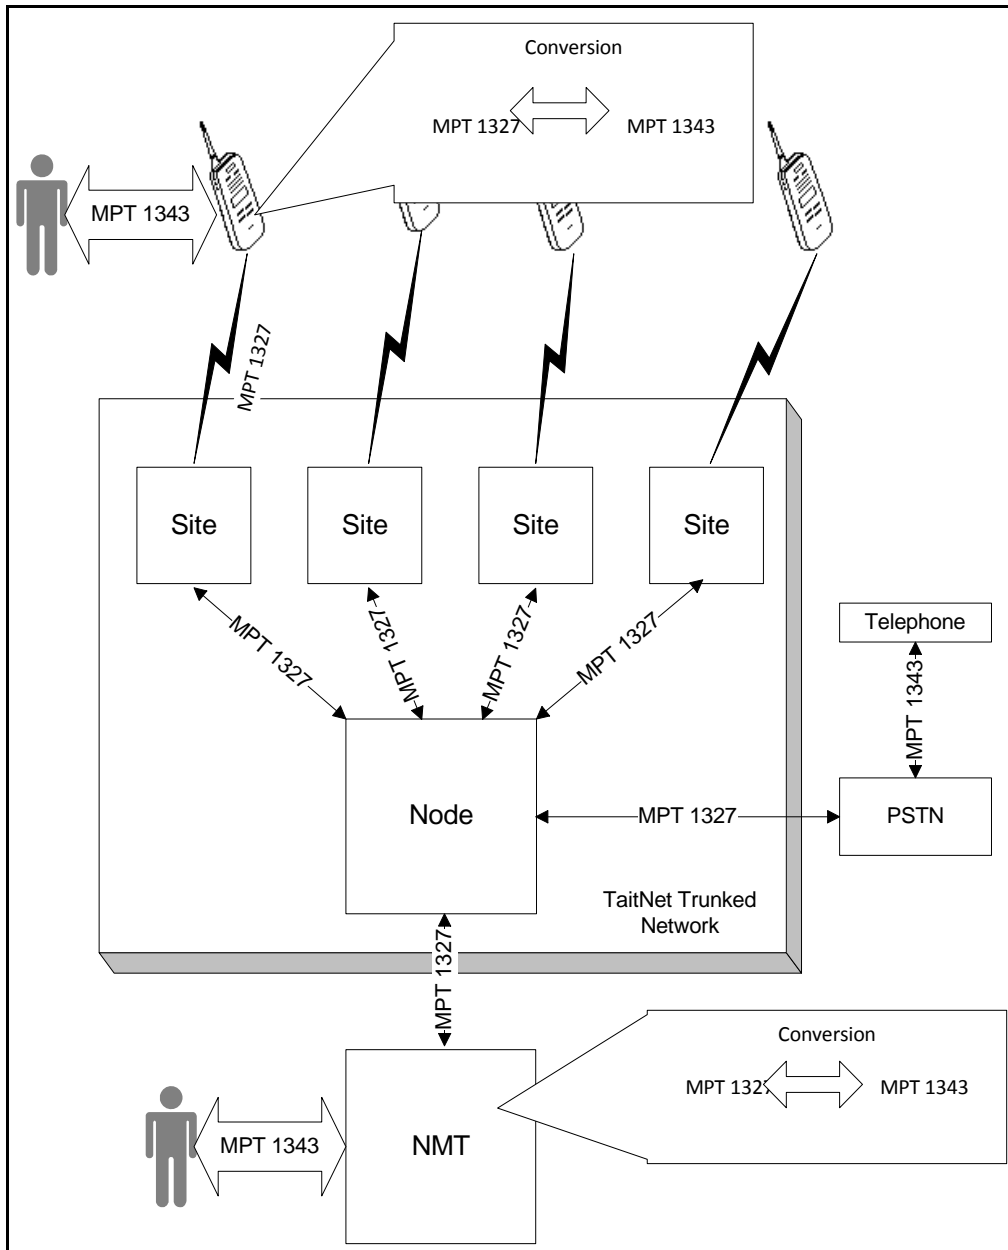 Conversion
MPT 1327
MPT 1343
MPT 1343
MPT 1327
Site
Site
Site
Site
MPT 1327
MPT 1327
MPT 1327
MPT 1327
Telephone
MPT 1343
Node
MPT 1327
PSTN
TaitNet Trunked
Network
MPT 1327
Conversion
MPT 1327
MPT 1343
MPT 1343
NMT